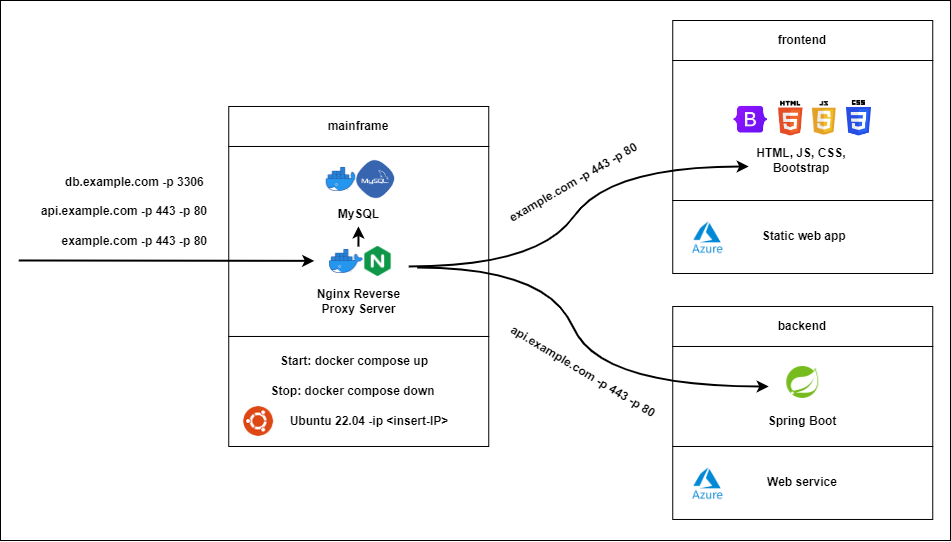 db.example.com -p 3306
api.example.com -p 443 -p 80
example.com -p 443 -p 80
mainframe
MySQL
MySQL
N
Nginx Reverse
Proxy Server
Start: docker compose up
Stop: docker compose down
Ubuntu 22.04 -ip <insert-IP>
example.com -p 443 -p 80
api.example.com -p 443 -p 80
frontend
B
HTML
5
JS
5
CSS
3
HTML, JS, CSS,
Bootstrap
Azure
Static web app
backend
Spring Boot
Azure
Web service